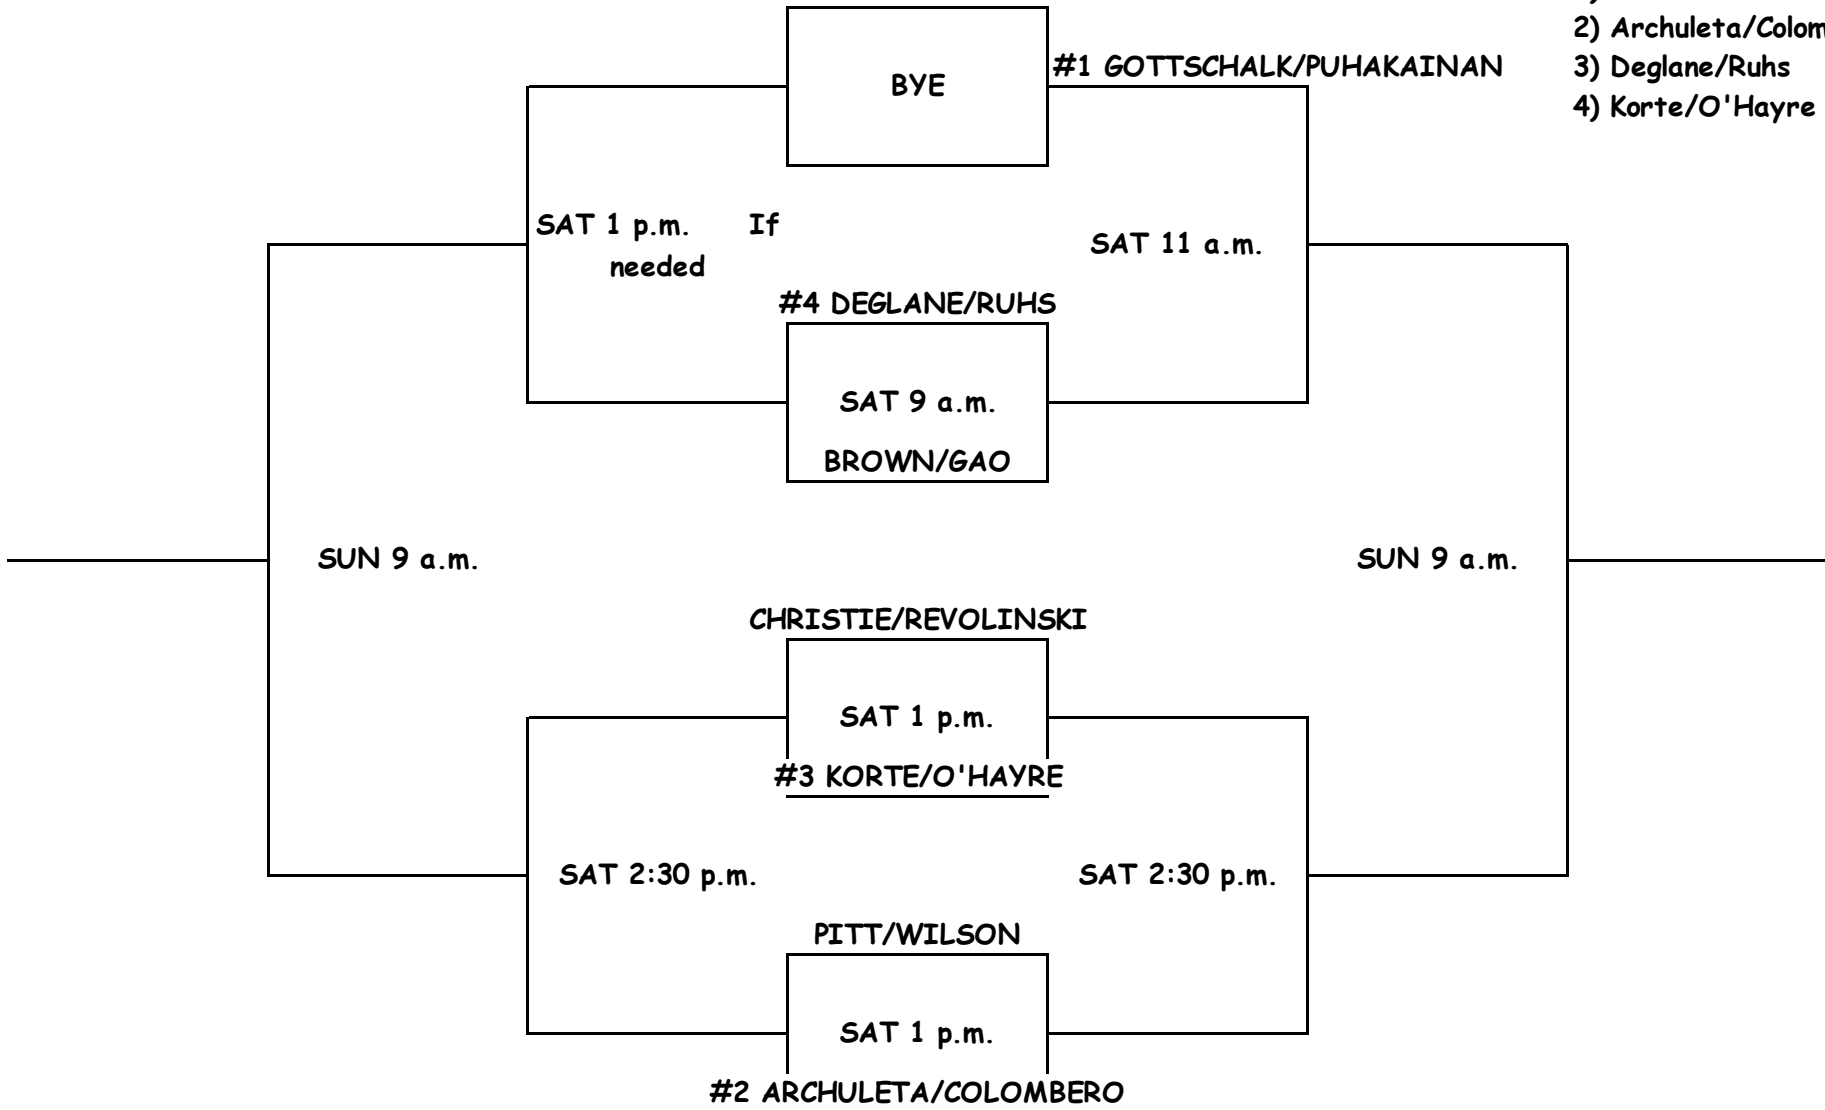 2) Archuleta/Colom
#1 GOTTSCHALK/PUHAKAINAN
3) Deglane/Ruhs
BYE
4) Korte/O'Hayre
SAT 1 p.m. If
needed
SAT 11 a.m.
#4 DEGLANE/RUHS
SAT 9 a.m.
BROWN/GAO
SUN 9 a.m.
SUN 9 a.m.
CHRISTIE/REVOLINSKI
SAT 1 p.m.
#3 KORTE/O'HAYRE
SAT 2:30 p.m.
SAT 2:30 p.m.
PITT/WILSON
SAT 1 p.m.
#2 ARCHULETA/COLOMBERO